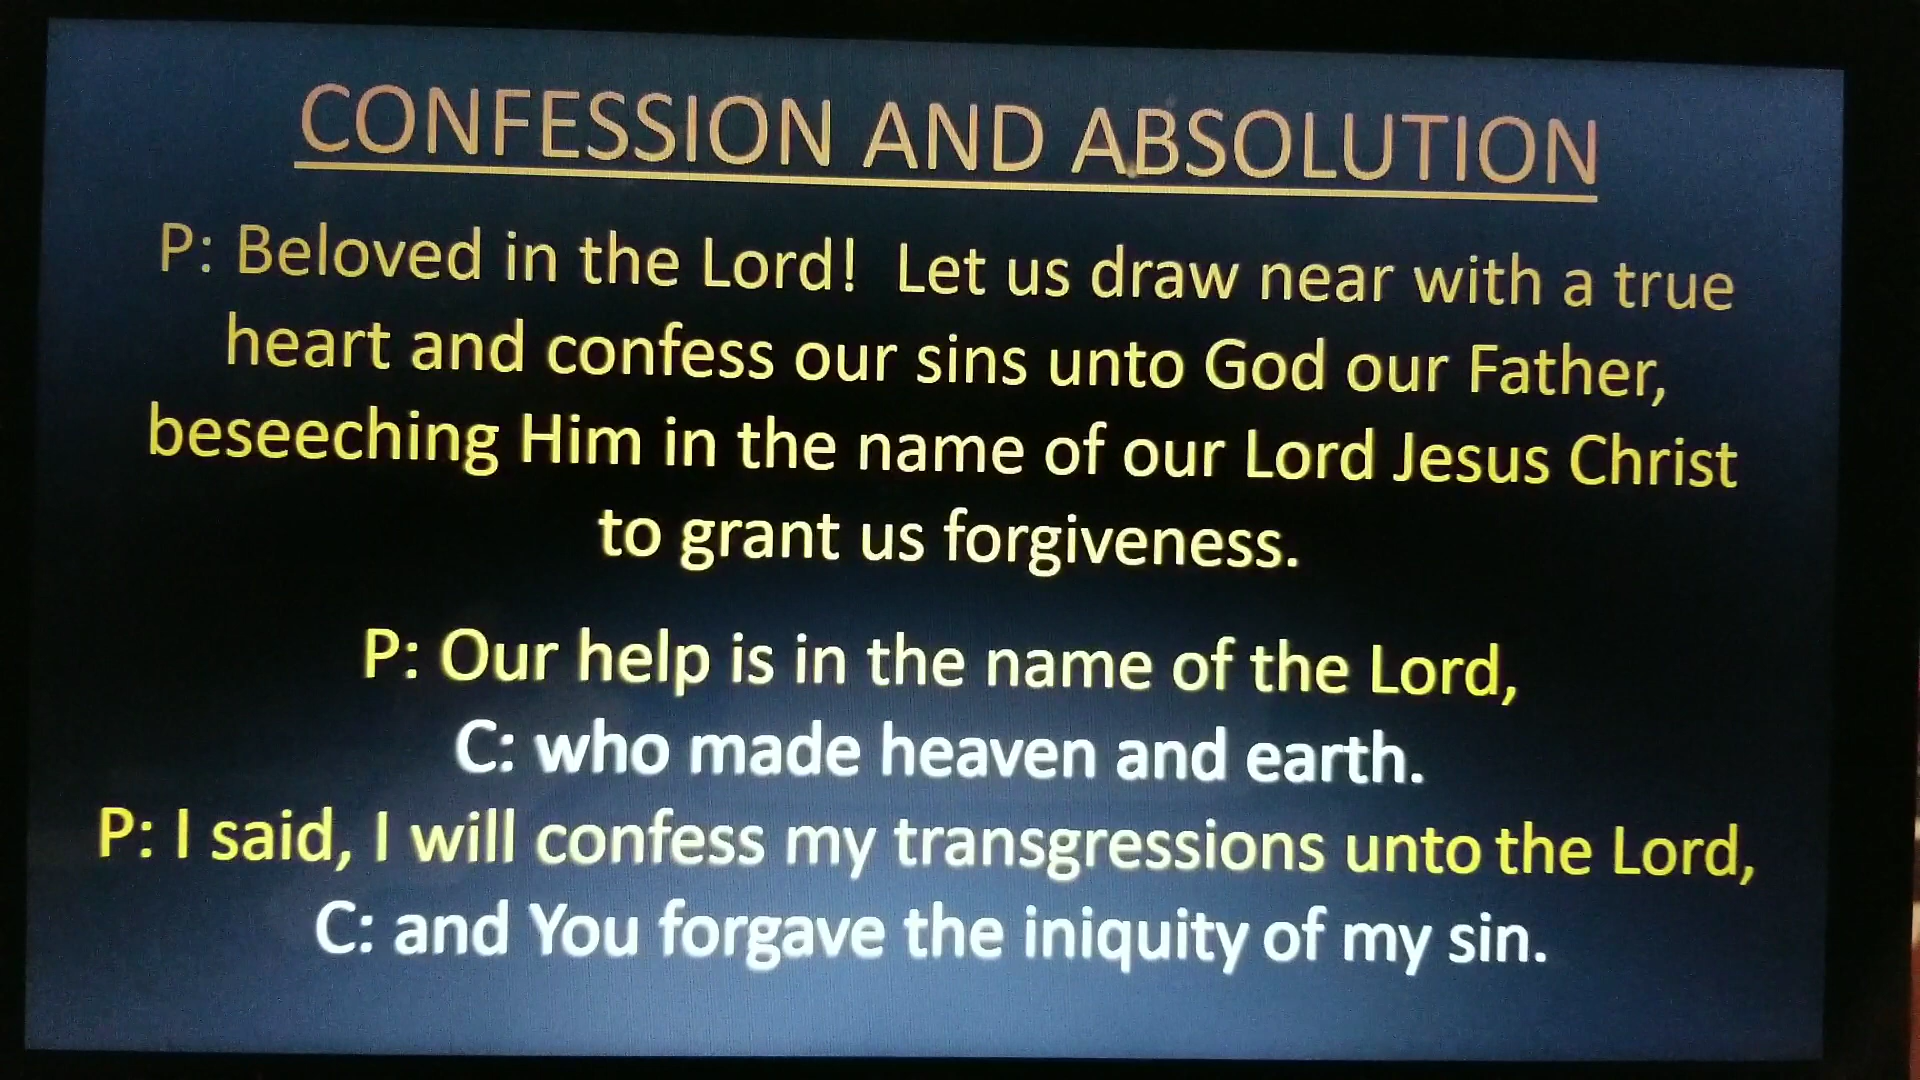 CONFESSION AND ABSOLUTION
P: Beloved in the Lord!  Let us draw near with a true
heart and confess our sins unto God our Father,
beseeching Him in the name of our Lord Jesus Christ
to grant us forgiveness.
P: Our help is in the name of the Lord,
C: who made heaven and earth.
P: I said, I will confess my transgressions unto the Lord,
C: and You forgave the iniquity of my sin.